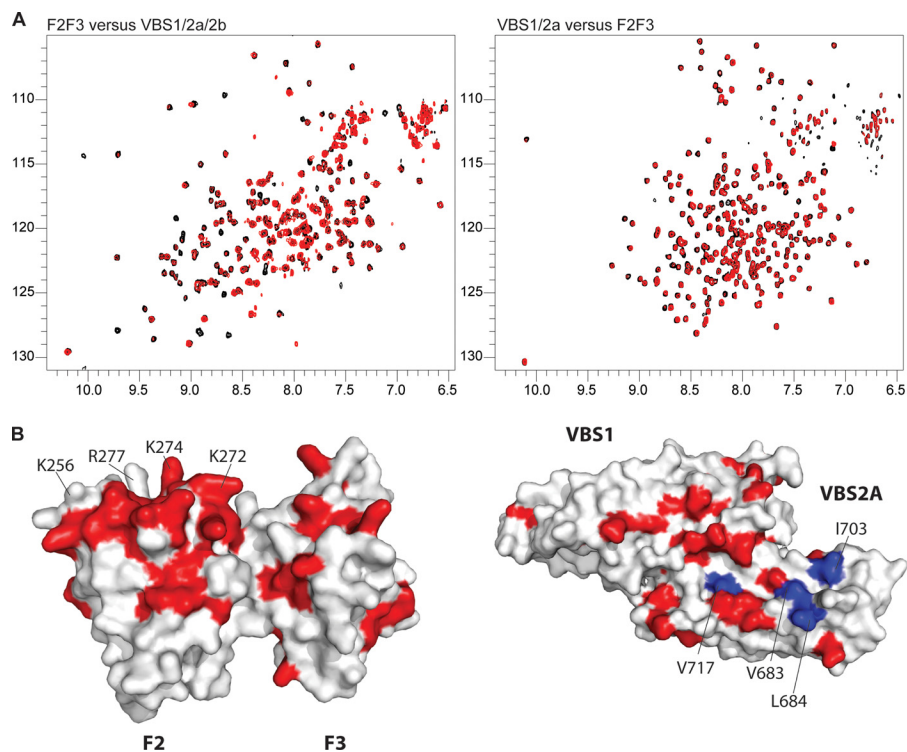 A
F2F3 versus VBS1/2a/2b
VBS1/2a versus F2F3
110
115
120
125
130
10.0 9.5 9.0 8.5 8.0 7.5 7.0 6.5
110
115
120
125
130
10.0 9.5 9.0 8.5 8.0 7.5 7.0 6.5
B
K256
R277
K274
K272
F2
F3
VBS1
VBS2A
I703
V717
V683
L684